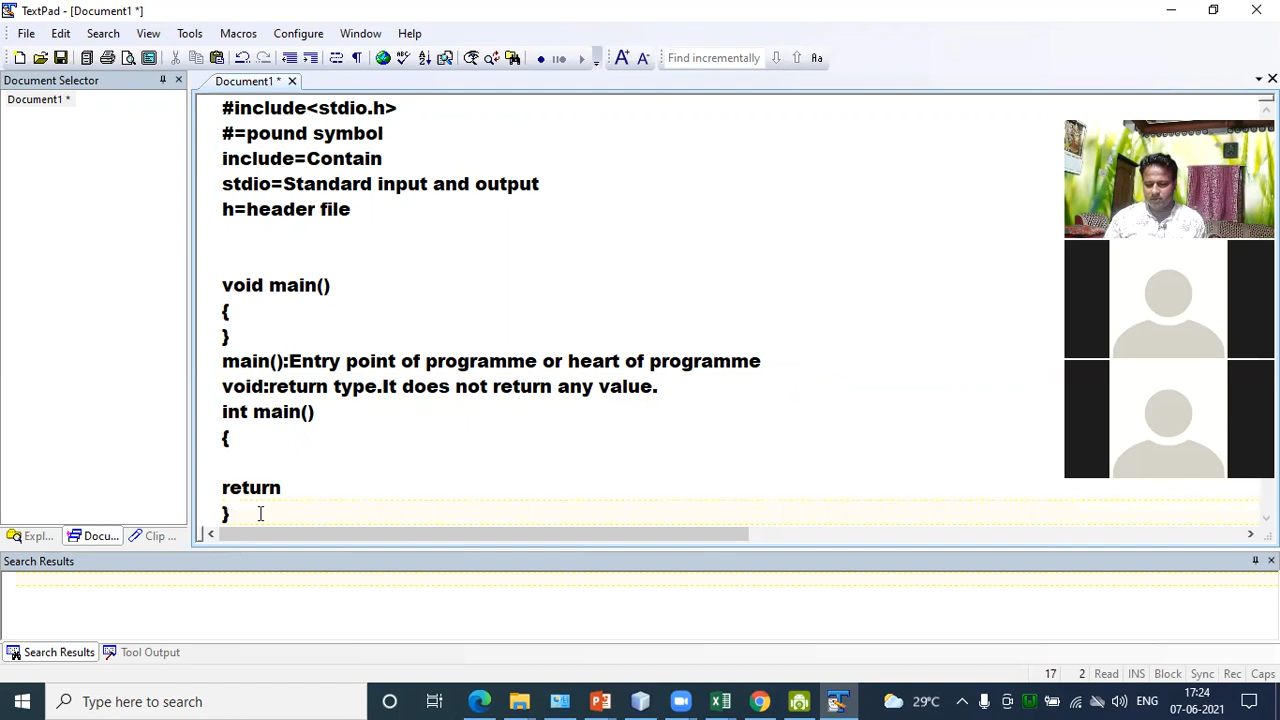 TextPad - [Document1 *]
File Edit Search View Tools Macros Configure Window Help
Find incrementally
Document Selector
Document1 *
Document1 *
#include<stdio.h>
#=pound symbol
include=Contain
stdio=Standard input and output
h=header file
void main()
{
}
main():Entry point of programme or heart of programme
void:return type.It does not return any value.
int main()
{
return
}
Expl... Docu... Clip ...
Search Results
Search Results Tool Output
17 2 Read INS Block Sync Rec Caps
Type here to search
29°C ENG 17:24
07-06-2021